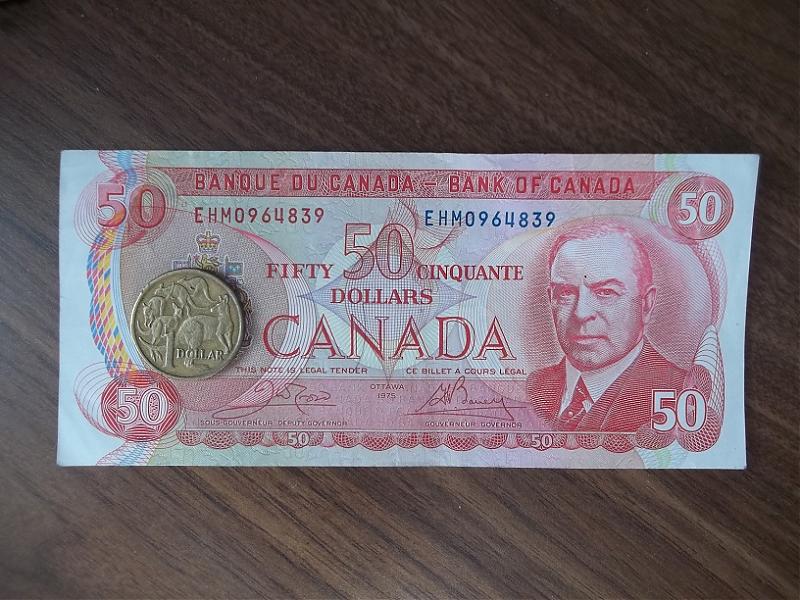 BANQUE DU CANADA — BANK OF CANADA
50
50
EHM0964839
EHM0964839
FIFTY 50 CINQUANTE
DOLLARS
CANADA
1 DOLLAR
THIS NOTE IS LEGAL TENDER
CE BILLET A COURS LÉGAL
OTTAWA
1975
SOUS-GOUVERNEUR DEPUTY GOVERNOR
GOUVERNEUR GOVERNOR
50
50
50
50